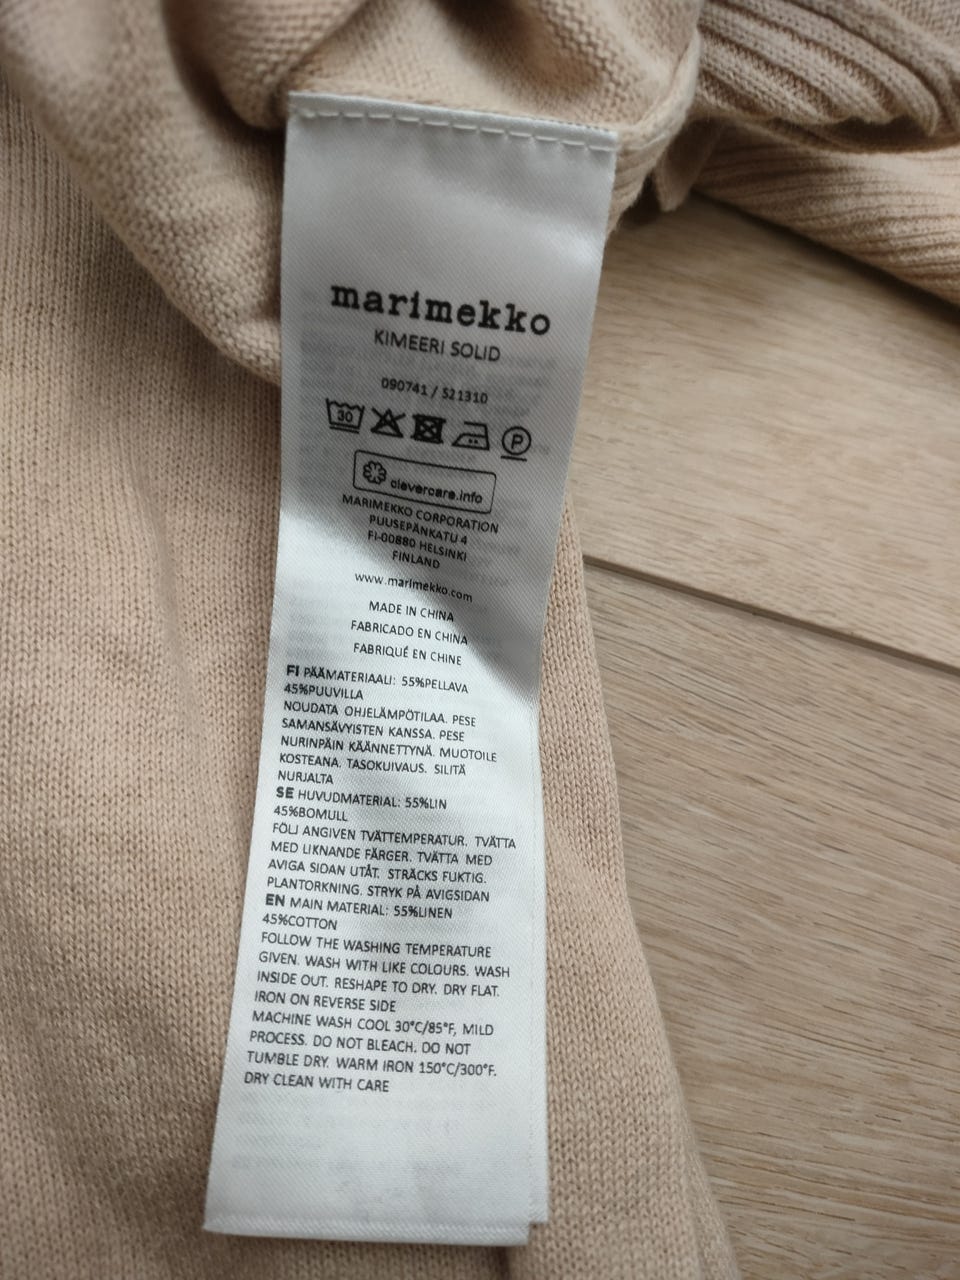 marimekko
KIMEERI SOLID
090741 / S21310
30 P
clevercare.info
MARIMEKKO CORPORATION
PUUSEPÄNKATU 4
FI-00880 HELSINKI
FINLAND
www.marimekko.com
MADE IN CHINA
FABRICADO EN CHINA
FABRIQUÉ EN CHINE
FI PÄÄMATERIAALI: 55%PELLAVA
45%PUUVILLA
NOUDATA OHJELÄMPÖTILAA. PESE
SAMANSÄVYISTEN KANSSA. PESE
NURINPÄIN KÄÄNNETTYNÄ. MUOTOILE
KOSTEANA. TASOKUIVAUS. SILITÄ
NURJALTA
SE HUVUDMATERIAL: 55%LIN
45%BOMULL
FÖLJ ANGIVEN TVÄTTEMPERATUR. TVÄTTA
MED LIKNANDE FÄRGER. TVÄTTA MED
AVIGA SIDAN UTÅT. STRÄCKS FUKTIG.
PLANTORKNING. STRYK PÅ AVIGSIDAN
EN MAIN MATERIAL: 55%LINEN
45%COTTON
FOLLOW THE WASHING TEMPERATURE
GIVEN. WASH WITH LIKE COLOURS. WASH
INSIDE OUT. RESHAPE TO DRY. DRY FLAT.
IRON ON REVERSE SIDE
MACHINE WASH COOL 30°C/85°F, MILD
PROCESS. DO NOT BLEACH. DO NOT
TUMBLE DRY. WARM IRON 150°C/300°F.
DRY CLEAN WITH CARE